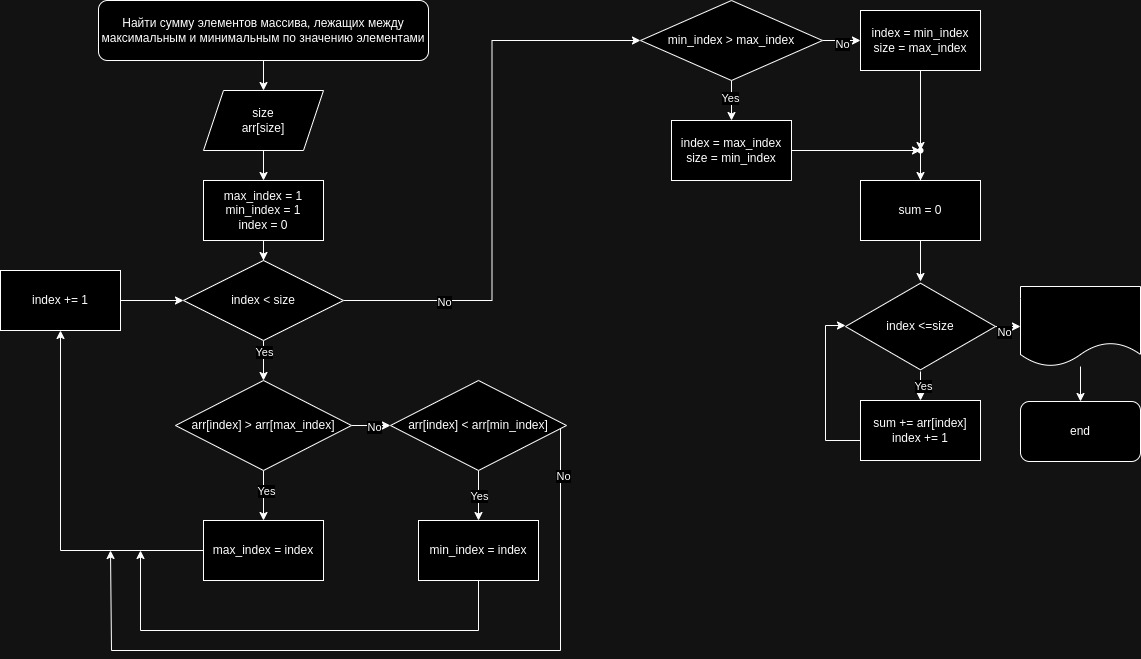 Найти сумму элементов массива, лежащих между
максимальным и минимальным по значению элементами
size
arr[size]
max_index = 1
min_index = 1
index = 0
index += 1
index < size
No
Yes
arr[index] > arr[max_index]
No
arr[index] < arr[min_index]
No
Yes
Yes
max_index = index
min_index = index
min_index > max_index
No
index = min_index
size = max_index
Yes
index = max_index
size = min_index
sum = 0
index <=size
No
Yes
sum += arr[index]
index += 1
end